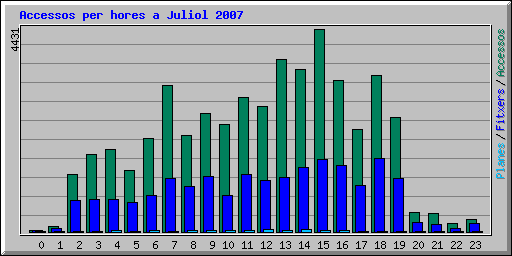 Accessos per hores a Juliol 2007
4431
Planes / Fitxers / Accessos
0 1 2 3 4 5 6 7 8 9 10 11 12 13 14 15 16 17 18 19 20 21 22 23